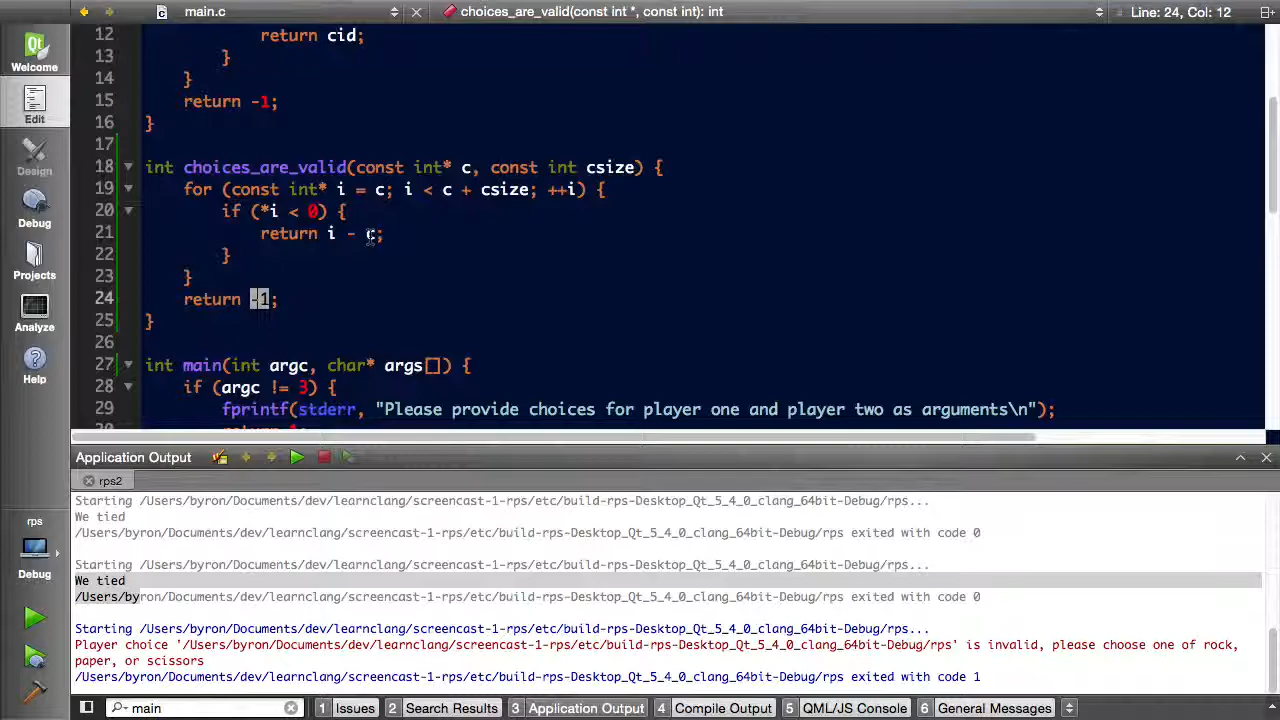 main.c
choices_are_valid(const int *, const int): int
Line: 24, Col: 12
Welcome
Edit
Design
Debug
Projects
Analyze
Help
rps
Debug
12 return cid;
13 }
14 }
15 return -1;
16 }
17
18 int choices_are_valid(const int* c, const int csize) {
19 for (const int* i = c; i < c + csize; ++i) {
20 if (*i < 0) {
21 return i - c;
22 }
23 }
24 return -1;
25 }
26
27 int main(int argc, char* args[]) {
28 if (argc != 3) {
29 fprintf(stderr, "Please provide choices for player one and player two as arguments\n");
Application Output
rps2
Starting /Users/byron/Documents/dev/learnclang/screencast-1-rps/etc/build-rps-Desktop_Qt_5_4_0_clang_64bit-Debug/rps...
We tied
/Users/byron/Documents/dev/learnclang/screencast-1-rps/etc/build-rps-Desktop_Qt_5_4_0_clang_64bit-Debug/rps exited with code 0
Starting /Users/byron/Documents/dev/learnclang/screencast-1-rps/etc/build-rps-Desktop_Qt_5_4_0_clang_64bit-Debug/rps...
We tied
/Users/byron/Documents/dev/learnclang/screencast-1-rps/etc/build-rps-Desktop_Qt_5_4_0_clang_64bit-Debug/rps exited with code 0
Starting /Users/byron/Documents/dev/learnclang/screencast-1-rps/etc/build-rps-Desktop_Qt_5_4_0_clang_64bit-Debug/rps...
Player choice '/Users/byron/Documents/dev/learnclang/screencast-1-rps/etc/build-rps-Desktop_Qt_5_4_0_clang_64bit-Debug/rps' is invalid, please choose one of rock,
paper, or scissors
/Users/byron/Documents/dev/learnclang/screencast-1-rps/etc/build-rps-Desktop_Qt_5_4_0_clang_64bit-Debug/rps exited with code 1
main
1 Issues
2 Search Results
3 Application Output
4 Compile Output
5 QML/JS Console
6 General Messages